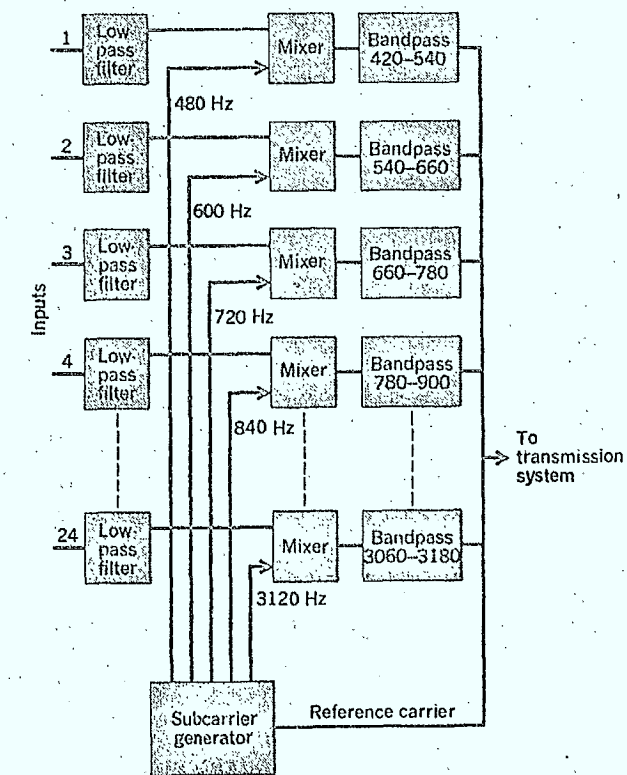 1
Low
pass
filter
Mixer
Bandpass
420–540
480 Hz
2
Low-
pass
filter
Mixer
Bandpass
540–660
600 Hz
3
Low-
pass
filter
Mixer
Bandpass
660–780
720 Hz
Inputs
4
Low-
pass
filter
Mixer
Bandpass
780–900
840 Hz
To
transmission
system
24
Low-
pass
filter
Mixer
Bandpass
3060–3180
3120 Hz
Subcarrier
generator
Reference carrier